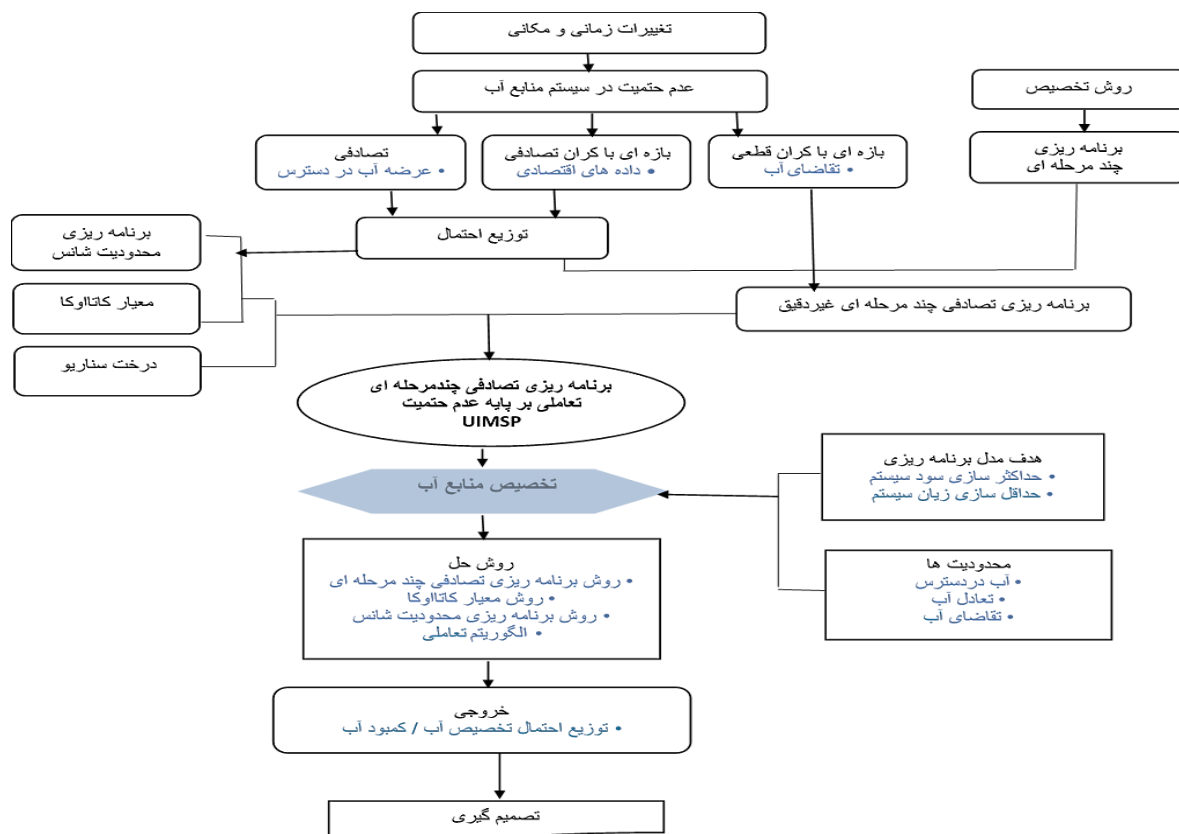 تغییرات زمانی و مکانی
عدم حتمیت در سیستم منابع آب
روش تخصیص
تصادفی
• عرضه آب در دسترس
بازه ای با کران تصادفی
• داده های اقتصادی
بازه ای با کران قطعی
• تقاضای آب
برنامه ریزی
چند مرحله ای
توزیع احتمال
برنامه ریزی
محدودیت شانس
معیار کاتااوکا
درخت سناریو
برنامه ریزی تصادفی چند مرحله ای غیردقیق
برنامه ریزی تصادفی چندمرحله ای
تعاملی بر پایه عدم حتمیت
UIMSP
تخصیص منابع آب
هدف مدل برنامه ریزی
• حداکثر سازی سود سیستم
• حداقل سازی زیان سیستم
محدودیت ها
• آب دردسترس
• تعادل آب
• تقاضای آب
روش حل
• روش برنامه ریزی تصادفی چند مرحله ای
• روش معیار کاتااوکا
• روش برنامه ریزی محدودیت شانس
• الگوریتم تعاملی
خروجی
• توزیع احتمال تخصیص آب / کمبود آب
تصمیم گیری